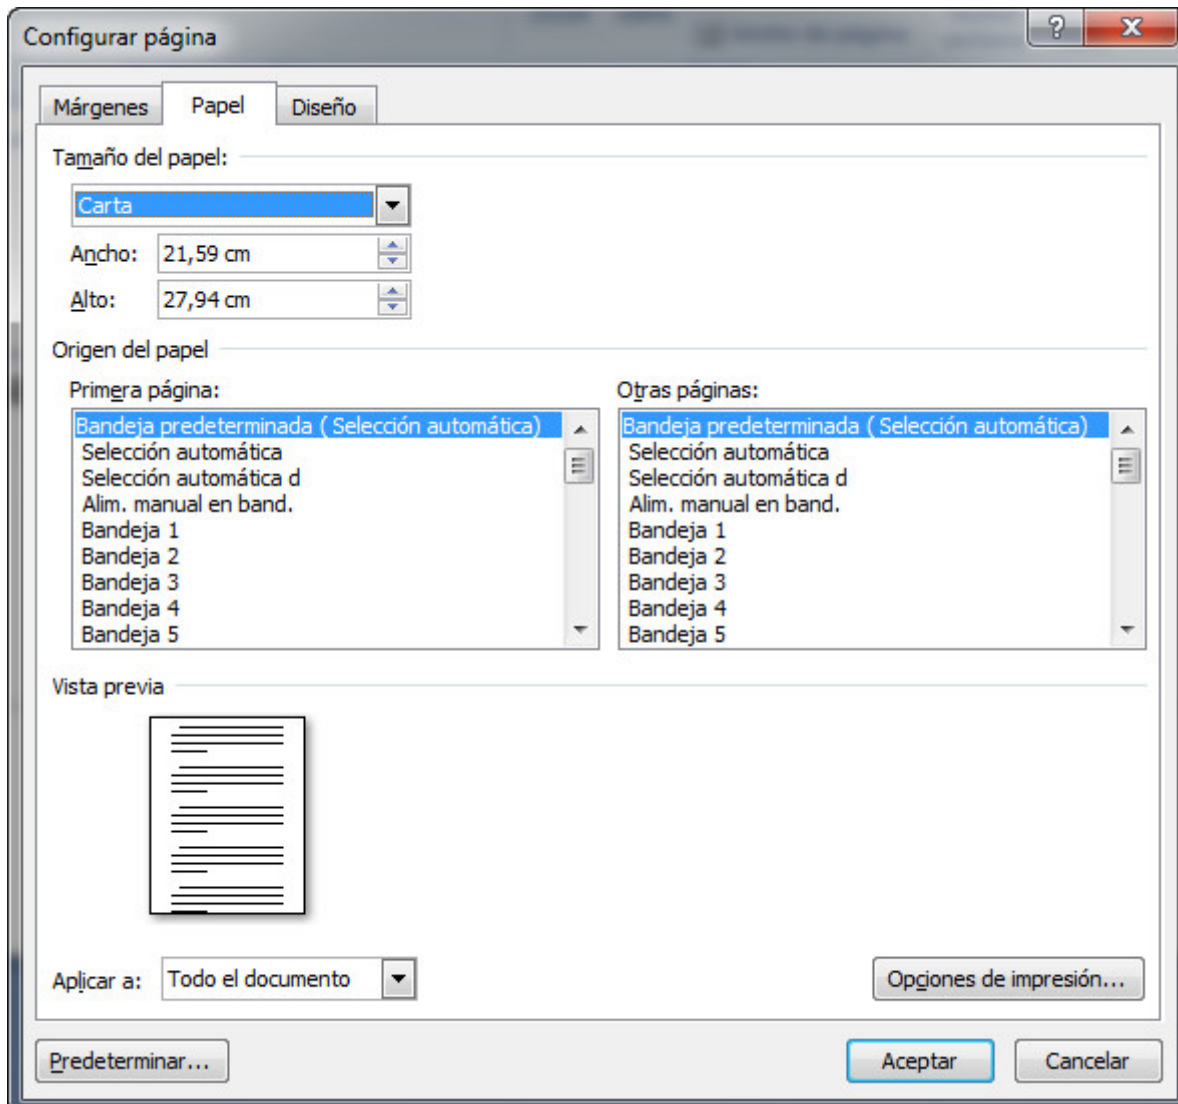 Configurar página
Márgenes Papel Diseño
Tamaño del papel:
Carta
Ancho: 21,59 cm
Alto: 27,94 cm
Origen del papel
Primera página:
Bandeja predeterminada ( Selección automática)
Selección automática
Selección automática d
Alim. manual en band.
Bandeja 1
Bandeja 2
Bandeja 3
Bandeja 4
Bandeja 5
Otras páginas:
Bandeja predeterminada ( Selección automática)
Selección automática
Selección automática d
Alim. manual en band.
Bandeja 1
Bandeja 2
Bandeja 3
Bandeja 4
Bandeja 5
Vista previa
Aplicar a: Todo el documento
Opciones de impresión...
Predeterminar...
Aceptar
Cancelar